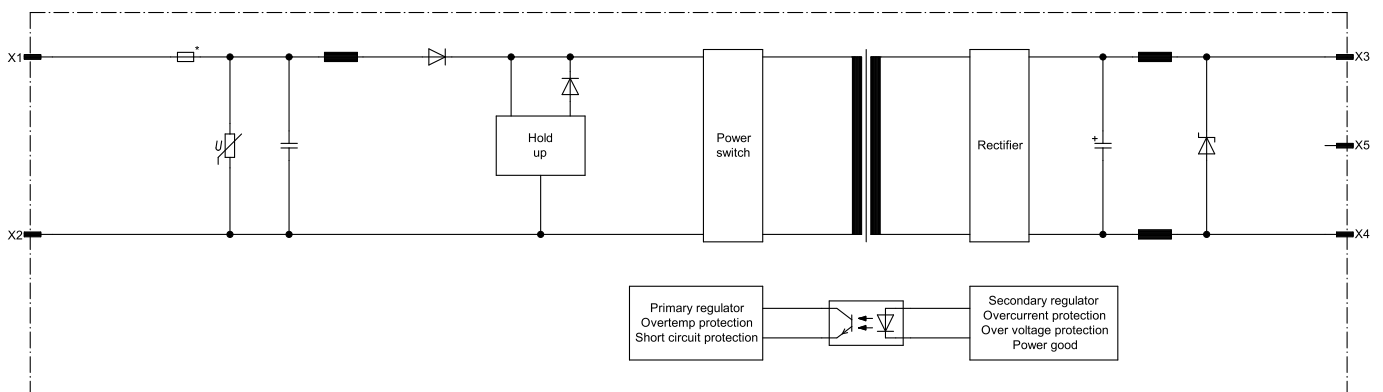 X1
*
U
+
Hold
up
Power
switch
Rectifier
X3
X5
X2
X4
Primary regulator
Overtemp protection
Short circuit protection
Secondary regulator
Overcurrent protection
Over voltage protection
Power good